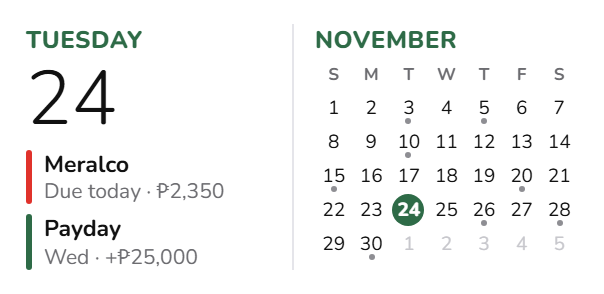 TUESDAY
24
Meralco
Due today · ₱2,350
Payday
Wed · +₱25,000
NOVEMBER
S M T W T F S
1 2 3 4 5 6 7
8 9 10 11 12 13 14
15 16 17 18 19 20 21
22 23 24 25 26 27 28
29 30 1 2 3 4 5